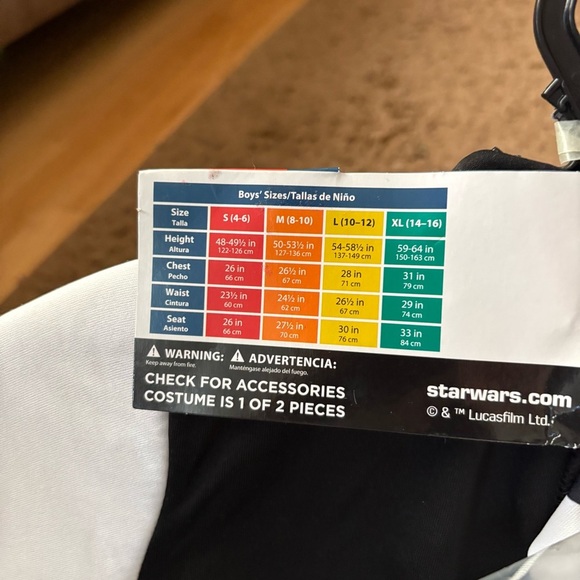 Boys' Sizes/Tallas de Niño
Size S (4-6) M (8-10) L (10-12) XL (14-16)
Talla
Height 48-49½ in 50-53½ in 54-58½ in 59-64 in
Altura 122-126 cm 127-136 cm 137-149 cm 150-163 cm
Chest 26 in 26½ in 28 in 31 in
Pecho 66 cm 67 cm 71 cm 79 cm
Waist 23½ in 24½ in 26½ in 29 in
Cintura 60 cm 62 cm 67 cm 74 cm
Seat 26 in 27½ in 30 in 33 in
Asiento 66 cm 70 cm 76 cm 84 cm
WARNING: ADVERTENCIA:
Keep away from fire. Manténgase alejado del fuego.
CHECK FOR ACCESSORIES
COSTUME IS 1 OF 2 PIECES
starwars.com
© & ™ Lucasfilm Ltd.